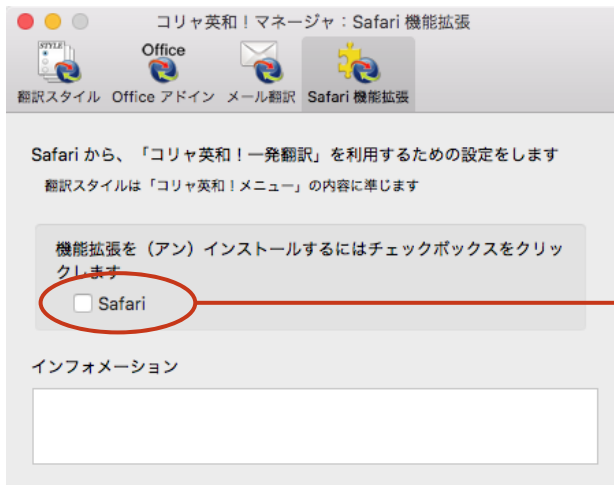 コリャ英和！マネージャ：Safari 機能拡張
STYLE
Office
翻訳スタイル Office アドイン メール翻訳 Safari 機能拡張
Safari から、「コリャ英和！一発翻訳」を利用するための設定をします
翻訳スタイルは「コリャ英和！メニュー」の内容に準じます
機能拡張を（アン）インストールするにはチェックボックスをクリッ
クします
Safari
インフォメーション